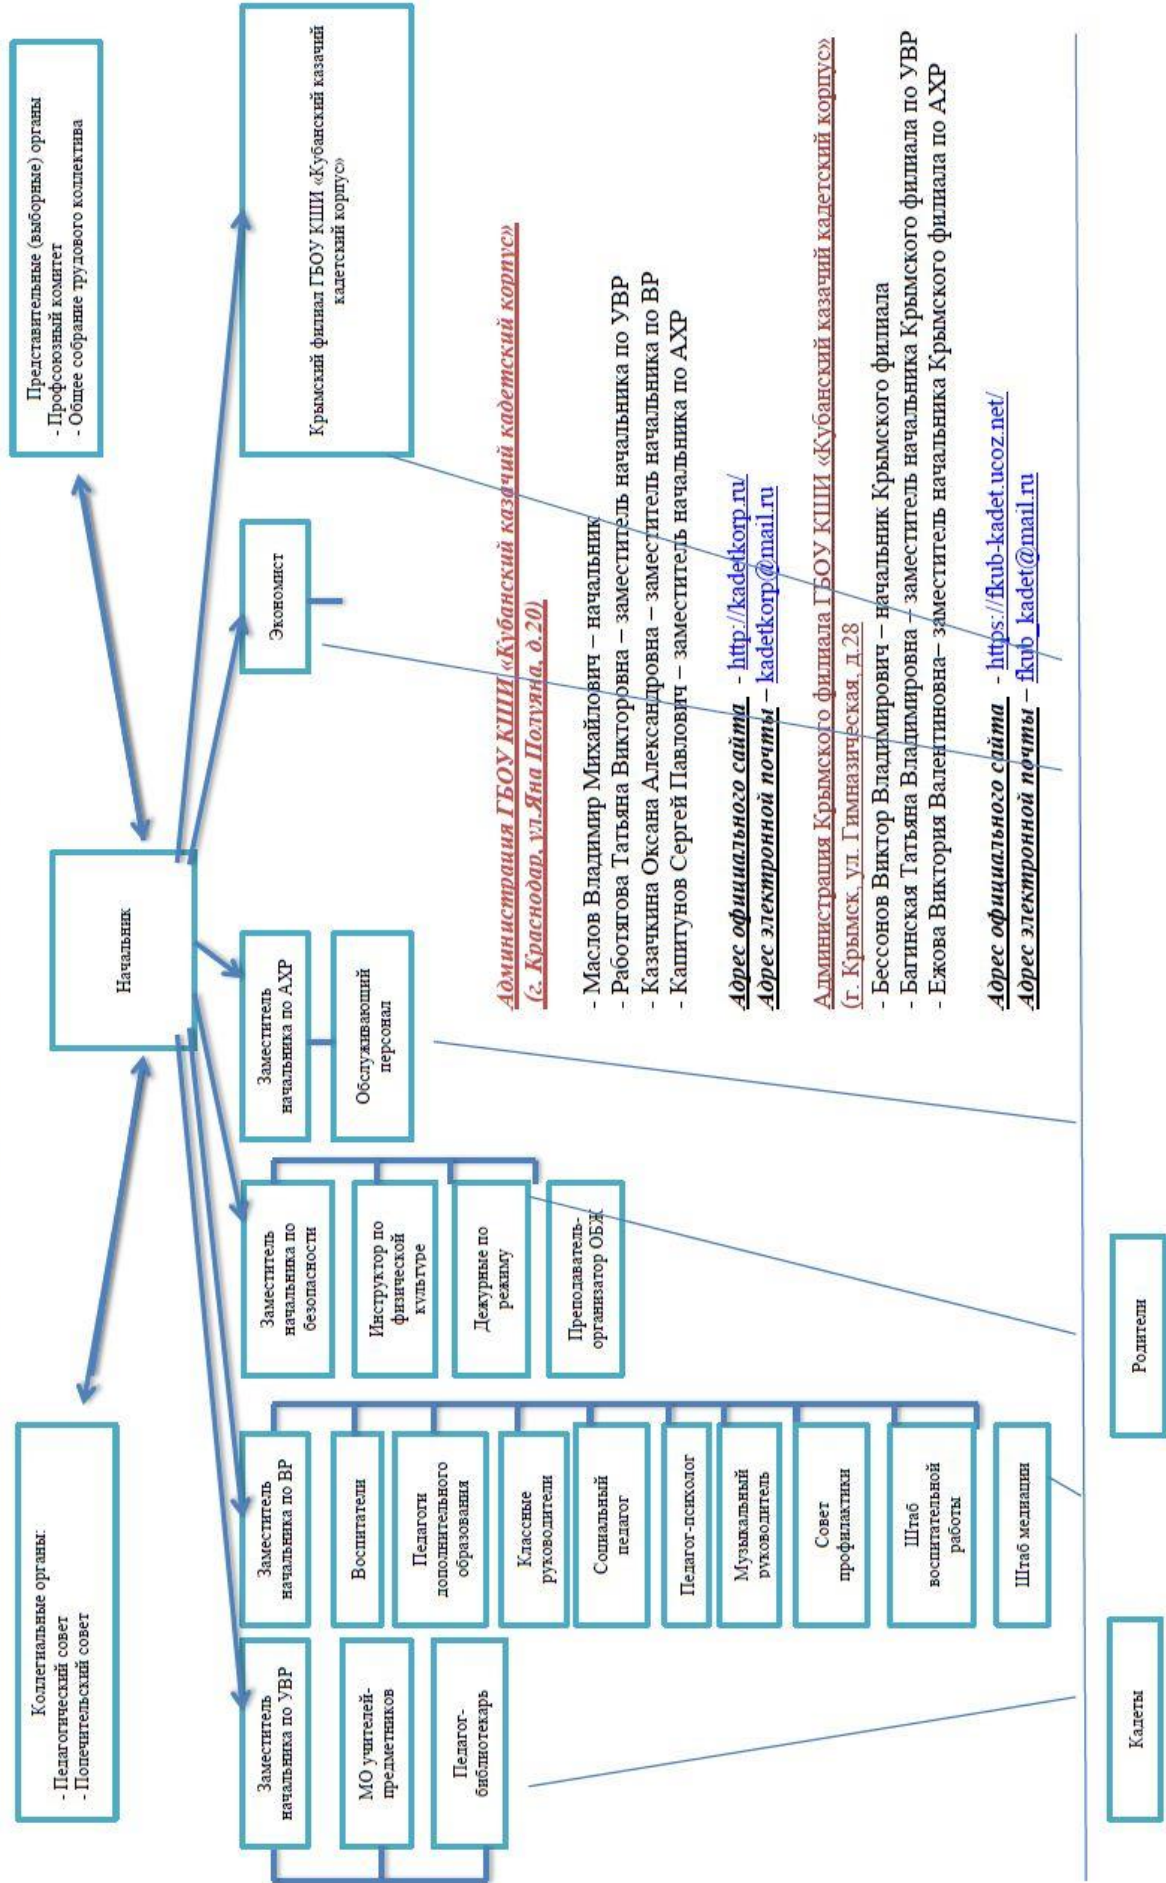 Коллегиальные органы:
- Педагогический совет
- Попечительский совет
Начальник
Представительные (выборные) органы
- Профсоюзный комитет
- Общее собрание трудового коллектива
Заместитель
начальника по УВР
МО учителей-
предметников
Педагог-
библиотекарь
Заместитель
начальника по ВР
Воспитатели
Педагоги
дополнительного
образования
Классные
руководители
Социальный
педагог
Педагог-психолог
Музыкальный
руководитель
Совет
профилактики
Штаб
воспитательной
работы
Штаб медиации
Заместитель
начальника по
безопасности
Инструктор по
физической
культуре
Дежурные по
режиму
Преподаватель-
организатор ОБЖ
Заместитель
начальника по АХР
Обслуживающий
персонал
Экономист
Крымский филиал ГБОУ КШИ «Кубанский казачий
кадетский корпус»
Администрация ГБОУ КШИ«Кубанский казачий кадетский корпус»
(г. Краснодар, ул.Яна Полуяна, д.20)
- Маслов Владимир Михайлович – начальник
- Работягова Татьяна Викторовна – заместитель начальника по УВР
- Казачкина Оксана Александровна – заместитель начальника по ВР
- Капитунов Сергей Павлович – заместитель начальника по АХР
Адрес официального сайта - http://kadetkorp.ru/
Адрес электронной почты – kadetkorp@mail.ru
Администрация Крымского филиала ГБОУ КШИ «Кубанский казачий кадетский корпус»
(г. Крымск, ул. Гимназическая, д.28
- Бессонов Виктор Владимирович – начальник Крымского филиала
- Багинская Татьяна Владимировна – заместитель начальника Крымского филиала по УВР
- Ежова Виктория Валентиновна– заместитель начальника Крымского филиала по АХР
Адрес официального сайта - https://fkub-kadet.ucoz.net/
Адрес электронной почты – fkub_kadet@mail.ru
Кадеты
Родители